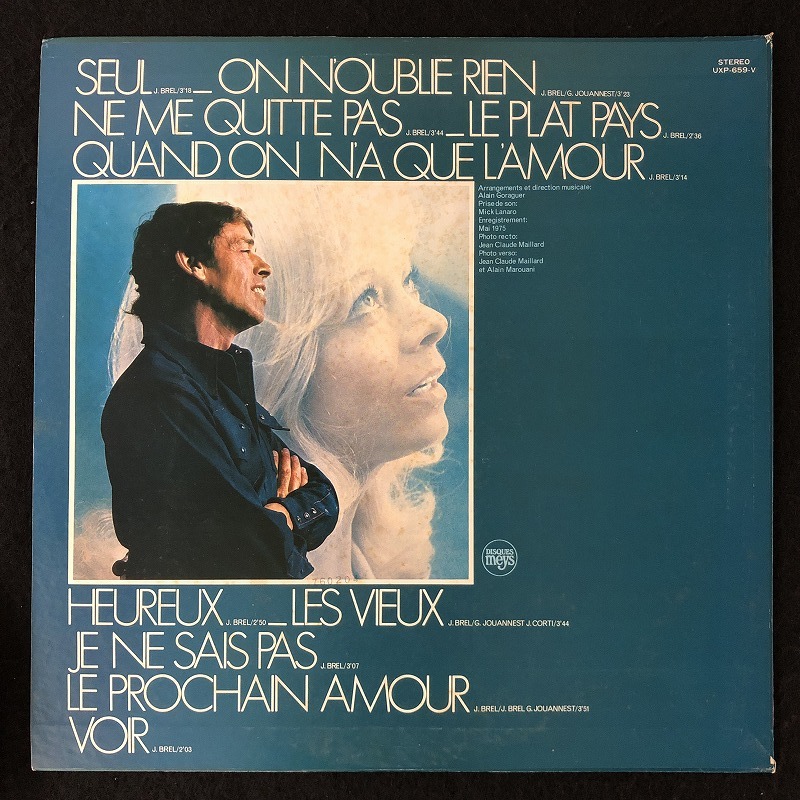 STEREO
UXP-659-V
SEUL J. BREL/3'18 _ ON N'OUBLIE RIEN J. BREL/G. JOUANNEST/3'23
NE ME QUITTE PAS J. BREL/3'44 _ LE PLAT PAYS J. BREL/2'36
QUAND ON N'A QUE L'AMOUR J. BREL/3'14
Arrangements et direction musicale:
Alain Goraguer
Prise de son:
Mick Lanaro
Enregistrement:
Mai 1975
Photo recto:
Jean Claude Maillard
Photo verso:
Jean Claude Maillard
et Alain Marouani
DISQUES
meys
HEUREUX J. BREL/2'50 _ LES VIEUX J. BREL/G. JOUANNEST J. CORTI/3'44
JE NE SAIS PAS J. BREL/3'07
LE PROCHAIN AMOUR J. BREL/J. BREL G. JOUANNEST/3'51
VOIR J. BREL/2'03